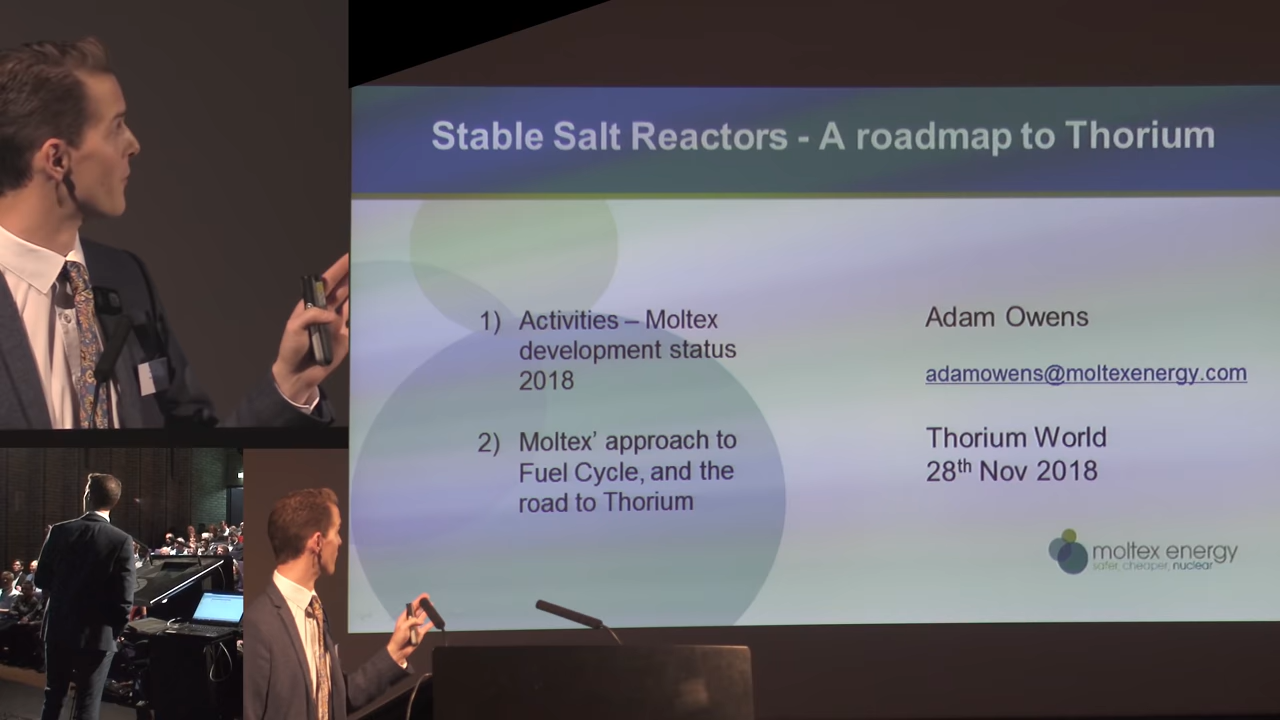 Stable Salt Reactors - A roadmap to Thorium
1) Activities – Moltex
development status
2018
2) Moltex’ approach to
Fuel Cycle, and the
road to Thorium
Adam Owens
adamowens@moltexenergy.com
Thorium World
28th Nov 2018
moltex energy
safer, cheaper, nuclear